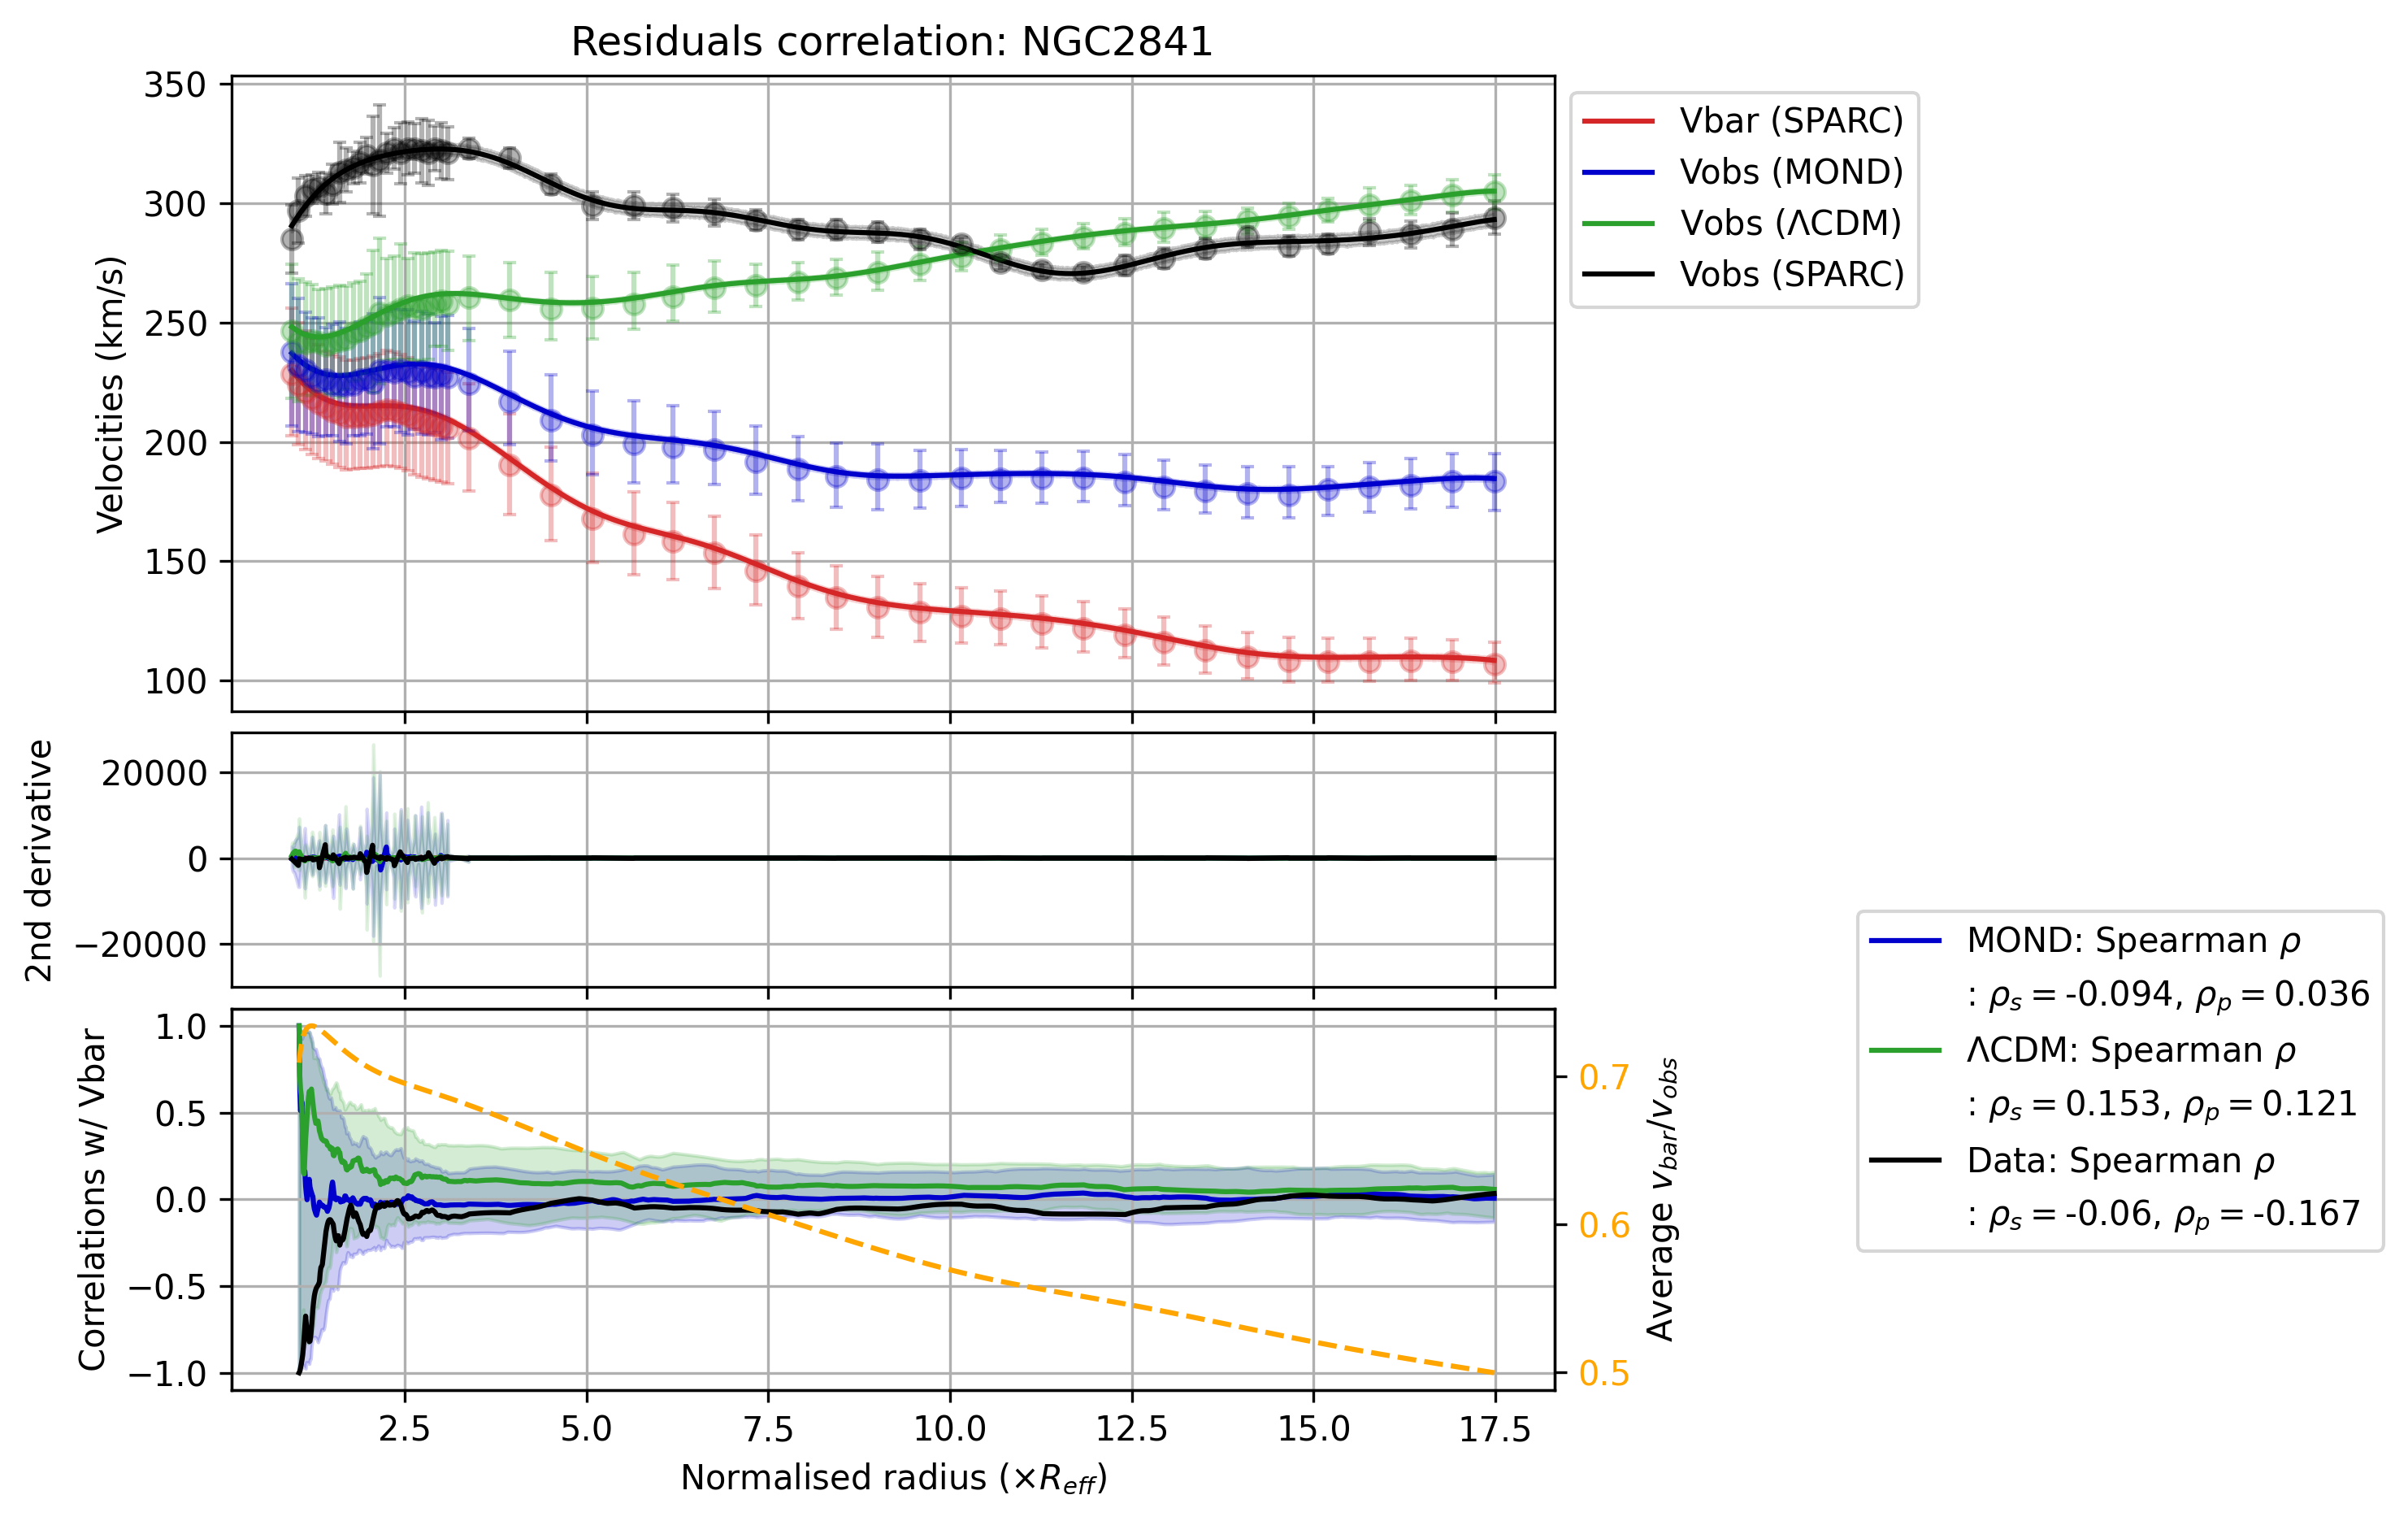 Residuals correlation: NGC2841
Velocities (km/s)
350
300
250
200
150
100
Vbar (SPARC)
Vobs (MOND)
Vobs (ΛCDM)
Vobs (SPARC)
2nd derivative
20000
0
−20000
Correlations w/ Vbar
1.0
0.5
0.0
−0.5
−1.0
0.7
0.6
0.5
Average v_bar/v_obs
MOND: Spearman ρ
: ρ_s = -0.094, ρ_p = 0.036
ΛCDM: Spearman ρ
: ρ_s = 0.153, ρ_p = 0.121
Data: Spearman ρ
: ρ_s = -0.06, ρ_p = -0.167
2.5 5.0 7.5 10.0 12.5 15.0 17.5
Normalised radius (×R_eff)